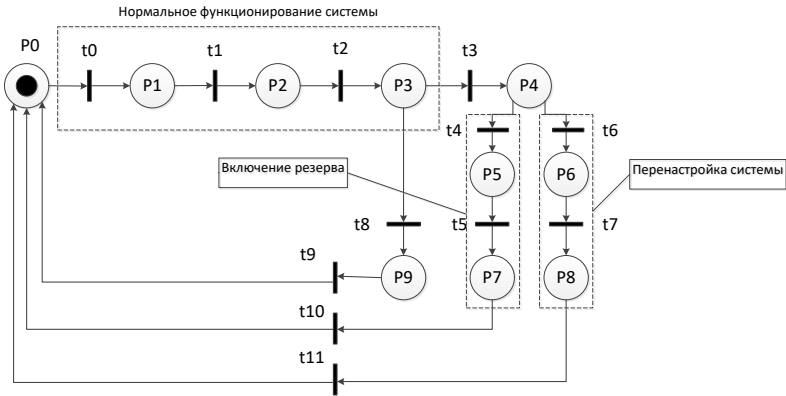 Нормальное функционирование системы
P0
t0
t1
t2
t3
P1
P2
P3
P4
t4
t6
Включение резерва
P5
P6
Перенастройка системы
t8
t5
t7
t9
P9
P7
P8
t10
t11